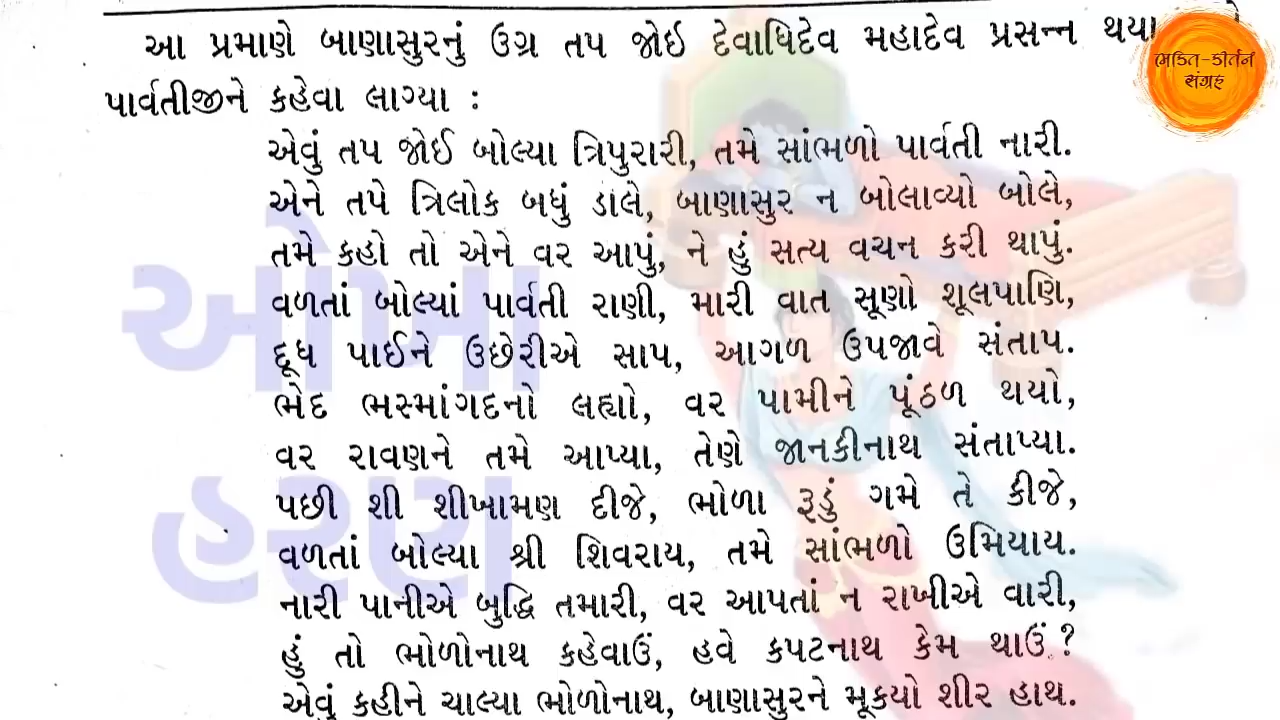 આ પ્રમાણે બાણાસુરનું ઉગ્ર તપ જોઇ દેવાધિદેવ મહાદેવ પ્રસન્ન થયા
ભક્તિ-કીર્તન
સંગ્રહ
પાર્વતીજીને કહેવા લાગ્યા :
એવું તપ જોઈ બોલ્યા ત્રિપુરારી, તમે સાંભળો પાર્વતી નારી.
એને તપે ત્રિલોક બધું ડાલે, બાણાસુર ન બોલાવ્યો બોલે,
તમે કહો તો એને વર આપું, ને હું સત્ય વચન કરી થાપું.
વળતાં બોલ્યાં પાર્વતી રાણી, મારી વાત સૂણો શૂલપાણિ,
દૂધ પાઈને ઉછેરીએ સાપ, આગળ ઉપજાવે સંતાપ.
ભેદ ભસ્માંગદનો લહ્યો, વર પામીને પૂંઠળ થયો,
વર રાવણને તમે આપ્યા, તેણે જાનકીનાથ સંતાપ્યા.
પછી શી શીખામણ દીજે, ભોળા રૂડું ગમે તે કીજે,
વળતાં બોલ્યા શ્રી શિવરાય, તમે સાંભળો ઉમિયાય.
નારી પાનીએ બુદ્ધિ તમારી, વર આપતાં ન રાખીએ વારી,
હું તો ભોળોનાથ કહેવાઉં, હવે કપટનાથ કેમ થાઉં?
એવું કહીને ચાલ્યા ભોળોનાથ, બાણાસુરને મૂકયો શીર હાથ.
ઓખા
હરણ